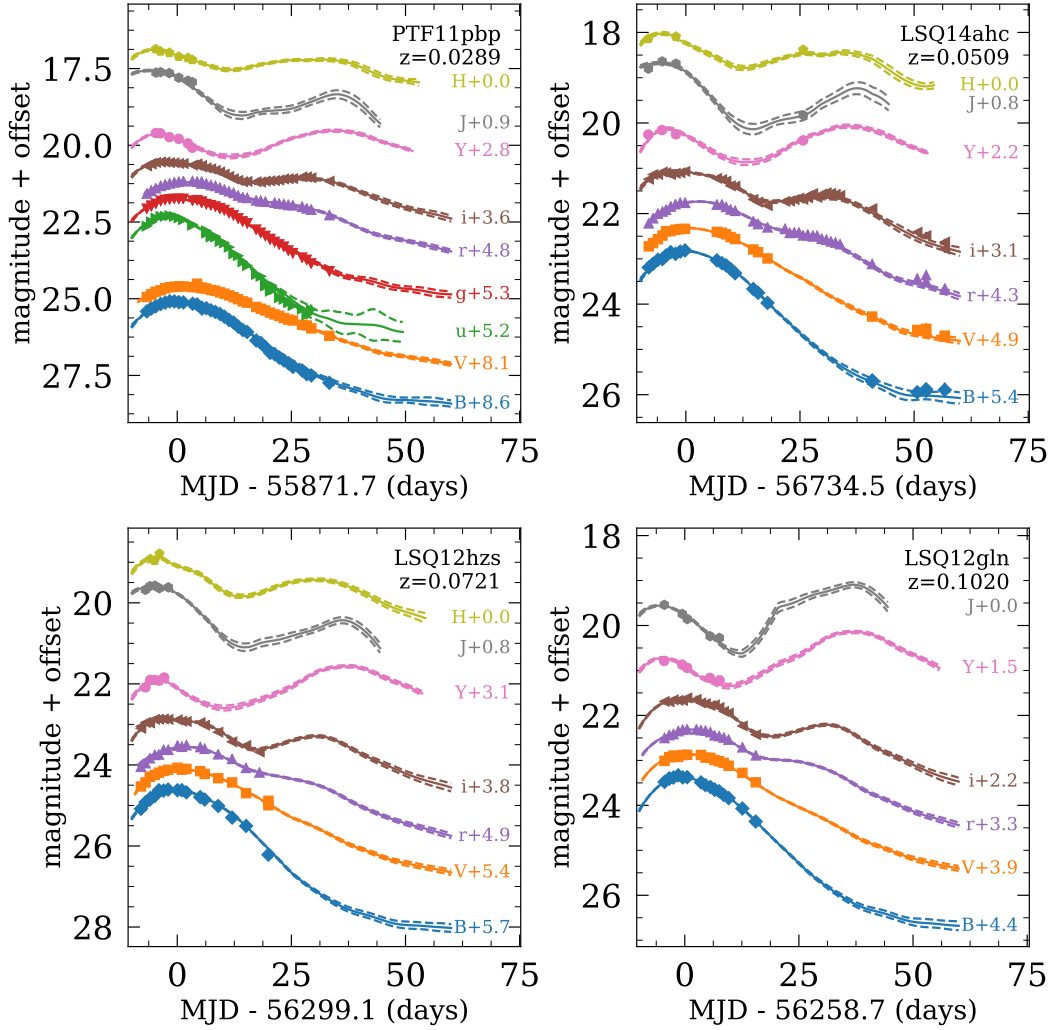 PTF11pbp
z=0.0289
17.5
20.0
22.5
25.0
27.5
H+0.0
J+0.9
Y+2.8
i+3.6
r+4.8
g+5.3
u+5.2
V+8.1
B+8.6
magnitude + offset
0
25
50
75
MJD - 55871.7 (days)
LSQ14ahc
z=0.0509
18
20
22
24
26
H+0.0
J+0.8
Y+2.2
i+3.1
r+4.3
V+4.9
B+5.4
magnitude + offset
0
25
50
75
MJD - 56734.5 (days)
LSQ12hzs
z=0.0721
20
22
24
26
28
H+0.0
J+0.8
Y+3.1
i+3.8
r+4.9
V+5.4
B+5.7
magnitude + offset
0
25
50
75
MJD - 56299.1 (days)
LSQ12gln
z=0.1020
18
20
22
24
26
J+0.0
Y+1.5
i+2.2
r+3.3
V+3.9
B+4.4
magnitude + offset
0
25
50
75
MJD - 56258.7 (days)